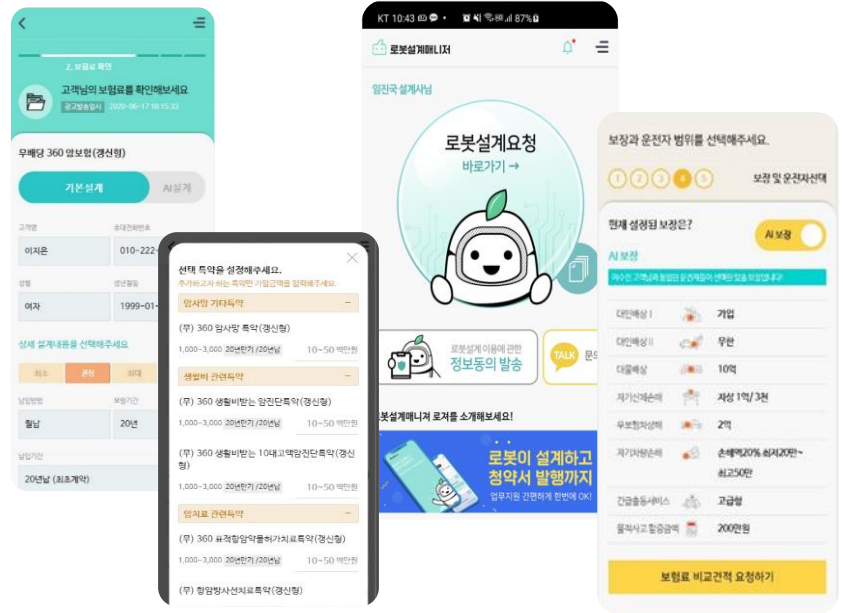 2. 보험료 확인
고객님의 보험료를 확인해보세요
광고발송일시 2020-06-17 10:15:33
무배당 360 암보험(갱신형)
기본설계
AI설계
고객명
휴대전화번호
이지은
010-222-
성별
생년월일
여자
1999-01-
상세 설계내용을 선택해주세요
최소
권장
최대
납입방법
보험기간
월납
20년
납입기간
20년납 (최초계약)
선택 특약을 설정해주세요.
추가하고자 하는 특약만 가입금액을 입력해주세요.
암사망 기타특약
(무) 360 암사망 특약(갱신형)
1,000~3,000 20년만기/20년납 10~50 백만원
생활비 관련특약
(무) 360 생활비받는 암진단특약(갱신형)
1,000~3,000 20년만기/20년납 10~50 백만원
(무) 360 생활비받는 10대고액암진단특약(갱신
형)
1,000~3,000 20년만기/20년납 10~50 백만원
암치료 관련특약
(무) 360 표적항암약물허가치료특약(갱신형)
1,000~3,000 20년만기/20년납 10~50 백만원
(무) 항암방사선치료특약(갱신형)
KT 10:43
87%
로봇설계매니저
임진국 설계사님
로봇설계요청
바로가기 →
로봇설계 이용에 관한
정보동의 발송
TALK
문
로봇설계매니저 로저를 소개해보세요!
로봇이 설계하고
청약서 발행까지
업무지원 간편하게 한번에 OK!
보장과 운전자 범위를 선택해주세요.
1 2 3 4 5
보장 및 운전자선택
현재 설정된 보장은?
AI 보장
AI 보장
대인배상 I 가입
대인배상 II 무한
대물배상 10억
자기신체손해 자상 1억/ 3천
무보험차상해 2억
자기차량손해 손해액20% 최저20만~
최고50만
긴급출동서비스 고급형
물적사고 할증금액 200만원
보험료 비교견적 요청하기